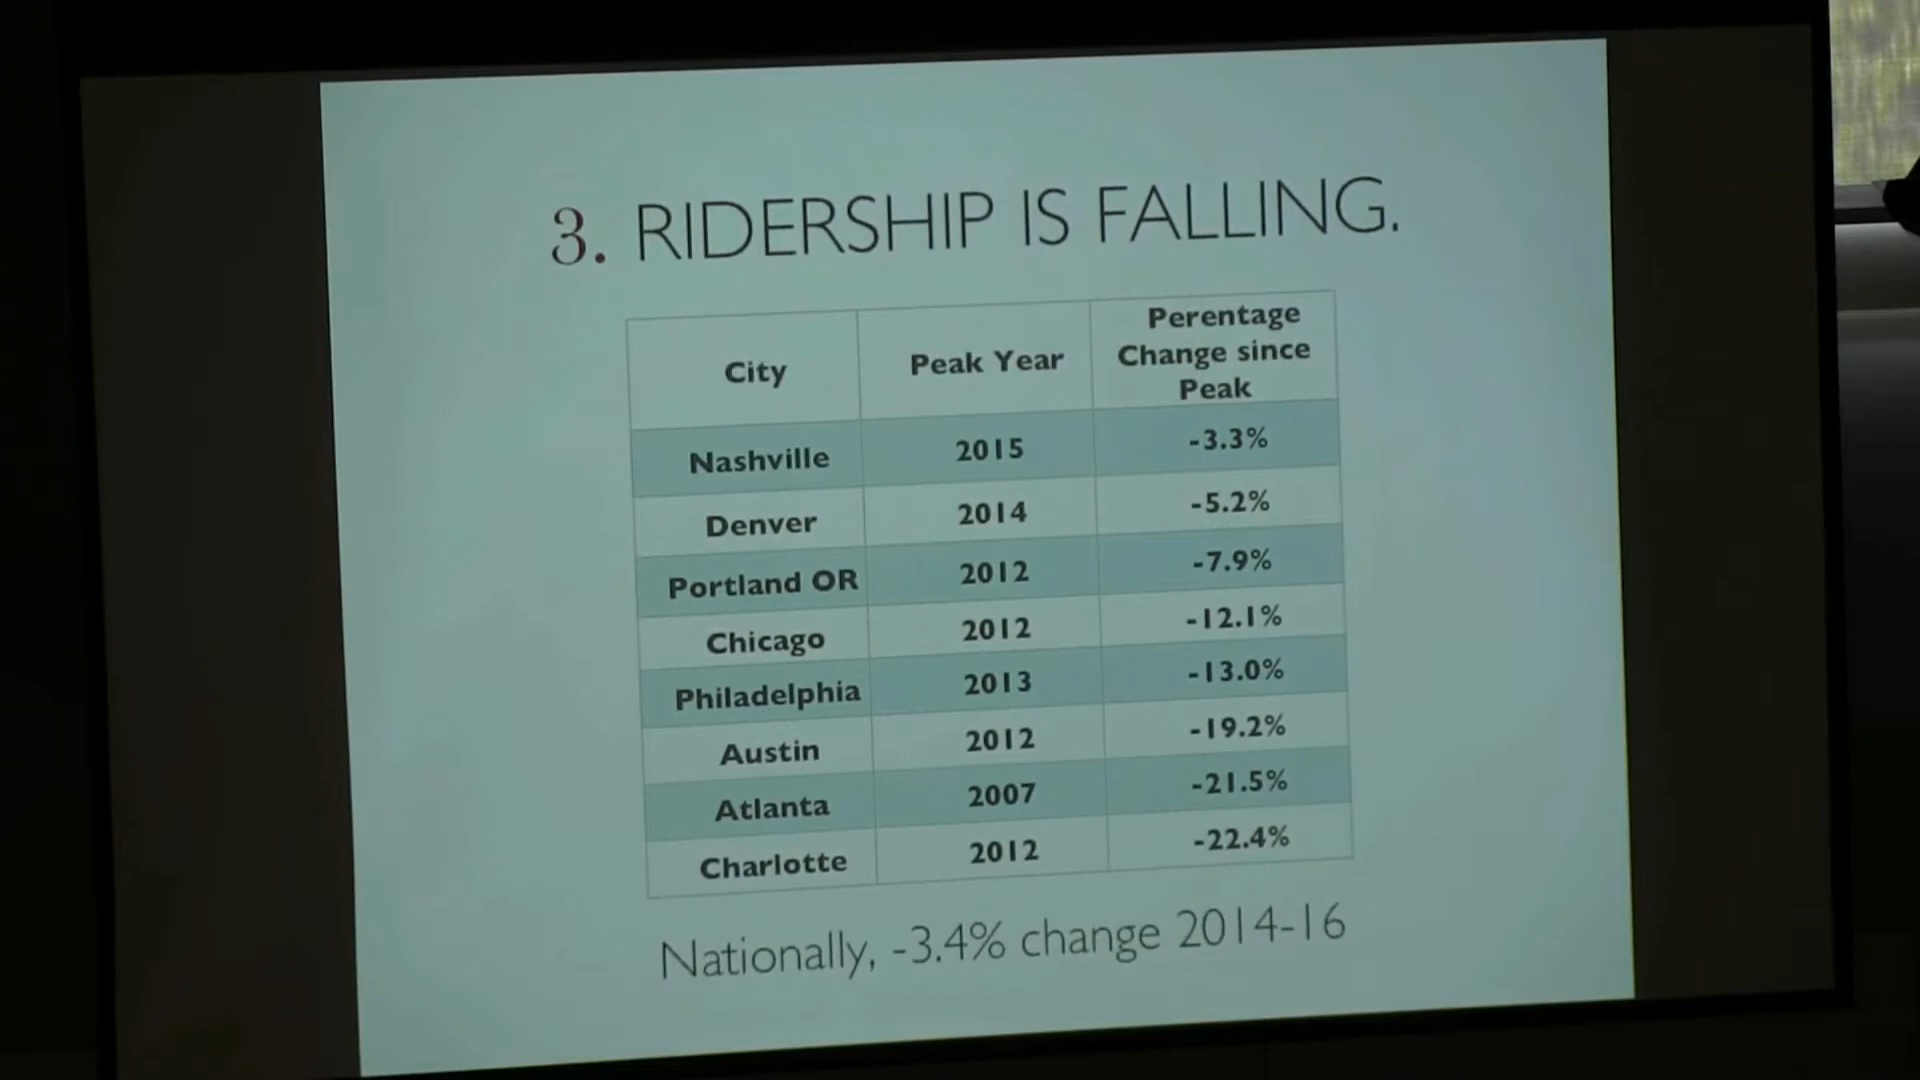 3. RIDERSHIP IS FALLING.
City Peak Year Perentage Change since Peak
Nashville 2015 -3.3%
Denver 2014 -5.2%
Portland OR 2012 -7.9%
Chicago 2012 -12.1%
Philadelphia 2013 -13.0%
Austin 2012 -19.2%
Atlanta 2007 -21.5%
Charlotte 2012 -22.4%
Nationally, -3.4% change 2014-16